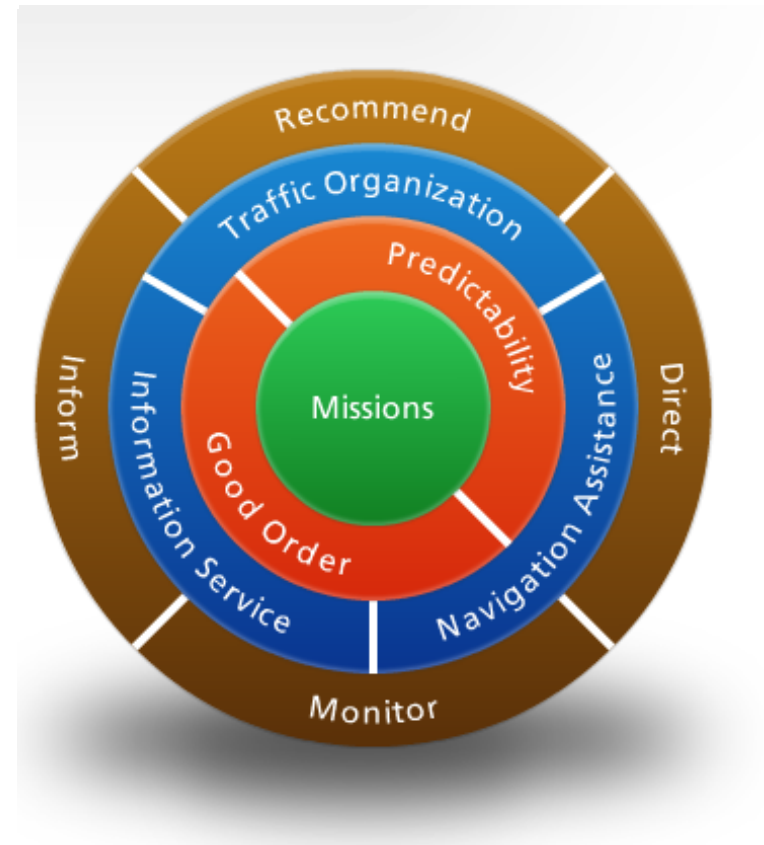 Recommend
Traffic Organization
Predictability
Missions
Good Order
Information Service
Navigation Assistance
Inform
Direct
Monitor